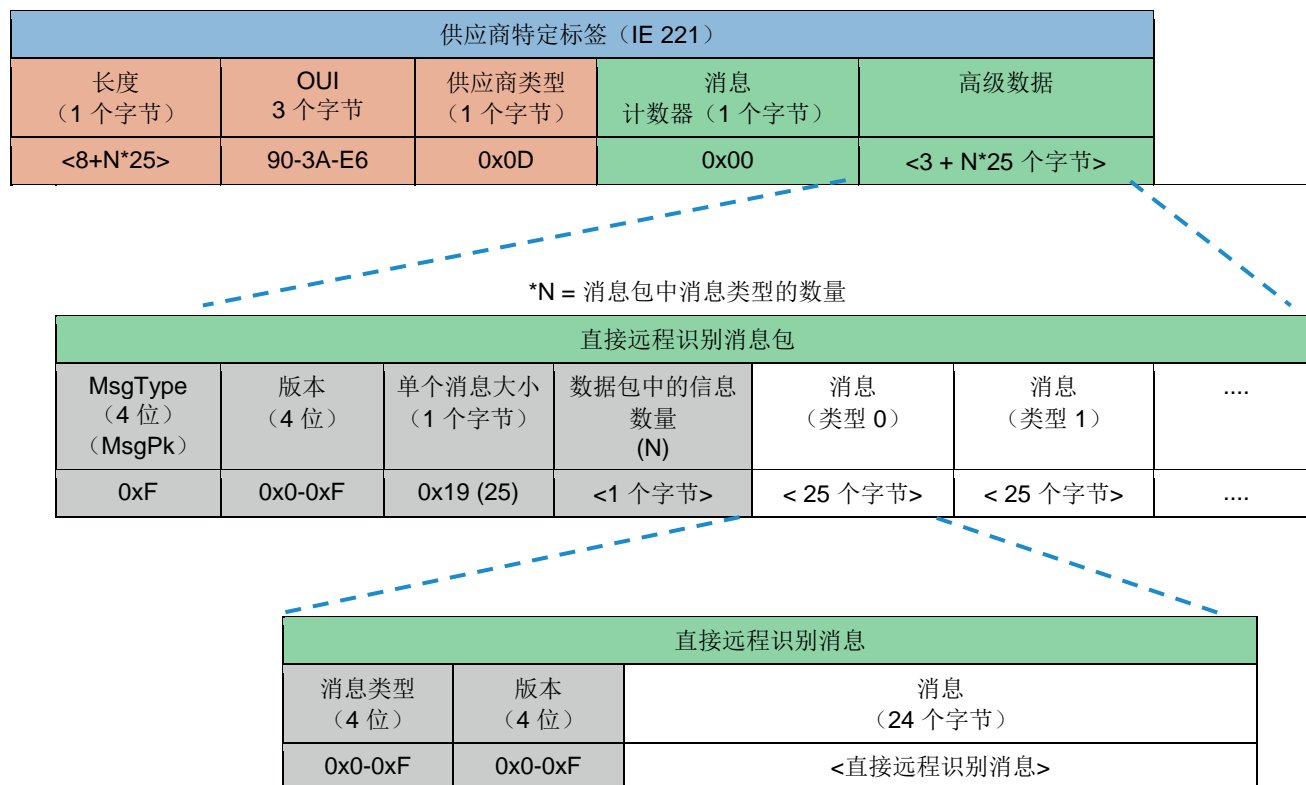 供应商特定标签（IE 221）
长度
（1 个字节）
OUI
3 个字节
供应商类型
（1 个字节）
消息
计数器（1 个字节）
高级数据
<8+N*25>
90-3A-E6
0x0D
0x00
<3 + N*25 个字节>
*N = 消息包中消息类型的数量
直接远程识别消息包
MsgType
（4 位）
（MsgPk）
版本
（4 位）
单个消息大小
（1 个字节）
数据包中的信息
数量
(N)
消息
（类型 0）
消息
（类型 1）
....
0xF
0x0-0xF
0x19 (25)
<1 个字节>
< 25 个字节>
< 25 个字节>
....
直接远程识别消息
消息类型
（4 位）
版本
（4 位）
消息
（24 个字节）
0x0-0xF
0x0-0xF
<直接远程识别消息>